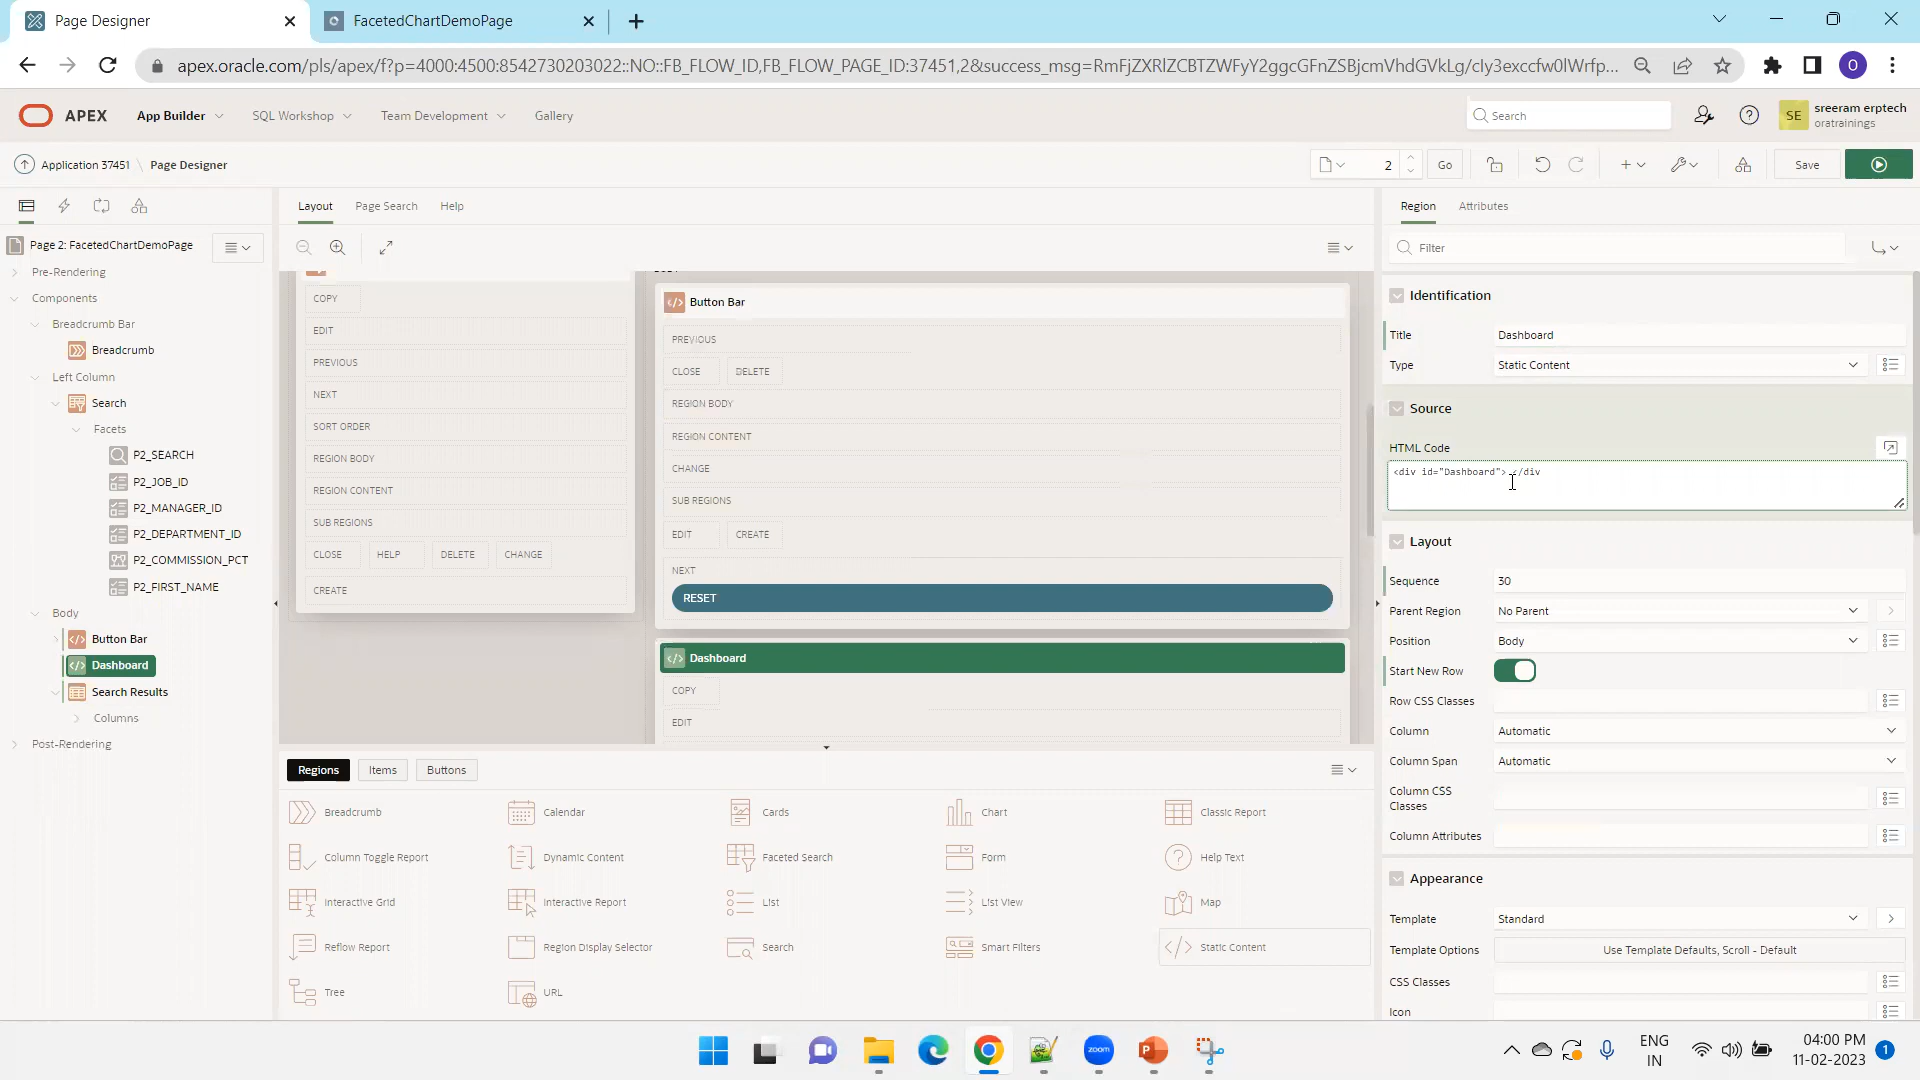 Page Designer
FacetedChartDemoPage
apex.oracle.com/pls/apex/f?p=4000:4500:8542730203022::NO::FB_FLOW_ID,FB_FLOW_PAGE_ID:37451,2&success_msg=RmFjZXRlZCBTZWFyY2ggcGFnZSBjcmVhdGVkLg/cIy3exccfw0lWrfp...
O
APEX
App Builder
SQL Workshop
Team Development
Gallery
Search
SE
sreeram erptech
oratrainings
Application 37451
\
Page Designer
2
Go
Save
Layout
Page Search
Help
Region
Attributes
Page 2: FacetedChartDemoPage
Pre-Rendering
Components
Breadcrumb Bar
Breadcrumb
Left Column
Search
Facets
P2_SEARCH
P2_JOB_ID
P2_MANAGER_ID
P2_DEPARTMENT_ID
P2_COMMISSION_PCT
P2_FIRST_NAME
Body
Button Bar
Dashboard
Search Results
Columns
Post-Rendering
COPY
EDIT
PREVIOUS
NEXT
SORT ORDER
REGION BODY
REGION CONTENT
SUB REGIONS
CLOSE
HELP
DELETE
CHANGE
CREATE
Button Bar
PREVIOUS
CLOSE
DELETE
REGION BODY
REGION CONTENT
CHANGE
SUB REGIONS
EDIT
CREATE
NEXT
RESET
Dashboard
COPY
EDIT
Regions
Items
Buttons
Breadcrumb
Calendar
Cards
Chart
Classic Report
Column Toggle Report
Dynamic Content
Faceted Search
Form
Help Text
Interactive Grid
Interactive Report
List
List View
Map
Reflow Report
Region Display Selector
Search
Smart Filters
Static Content
Tree
URL
Filter
Identification
Title
Dashboard
Type
Static Content
Source
HTML Code
<div id="Dashboard"> </div
Layout
Sequence
30
Parent Region
No Parent
Position
Body
Start New Row
Row CSS Classes
Column
Automatic
Column Span
Automatic
Column CSS
Classes
Column Attributes
Appearance
Template
Standard
Template Options
Use Template Defaults, Scroll - Default
CSS Classes
Icon
zoom
ENG
IN
04:00 PM
11-02-2023
1